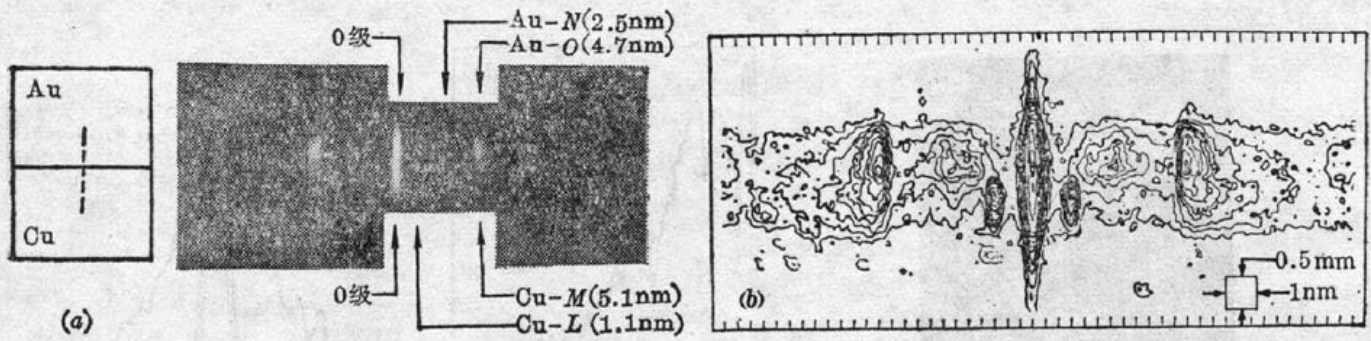 Au
Cu
(a)
0级
Au-N(2.5nm)
Au-O(4.7nm)
0级
Cu-M(5.1nm)
Cu-L(1.1nm)
(b)
0.5mm
1nm